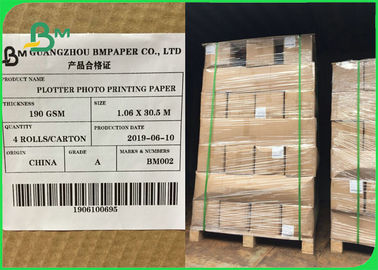 BM
BM GUANGZHOU BMPAPER CO., LTD
产品合格证
PRODUCT NAME
PLOTTER PHOTO PRINTING PAPER
THICKNESS
SIZE
190 GSM
1.06 X 30.5 M
QUANTITY
PRODUCTION DATE
4 ROLLS/CARTON
2019-06-10
ORIGIN
GRADE
MARKS & NUMBERS
CHINA
A
BM002
1906100695